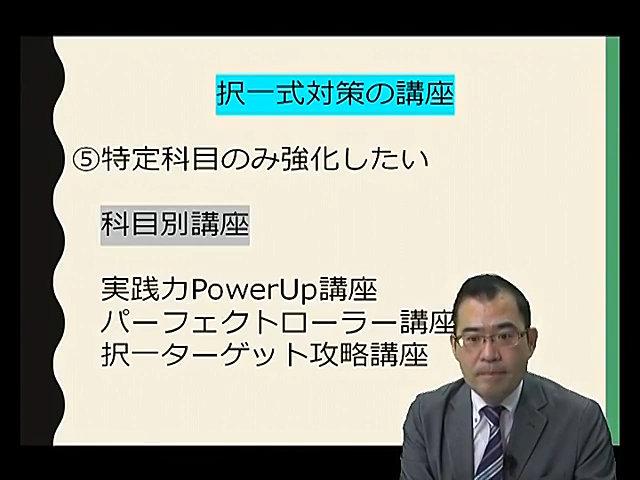 択一式対策の講座
⑤特定科目のみ強化したい
科目別講座
実践力PowerUp講座
パーフェクトローラー講座
択一ターゲット攻略講座